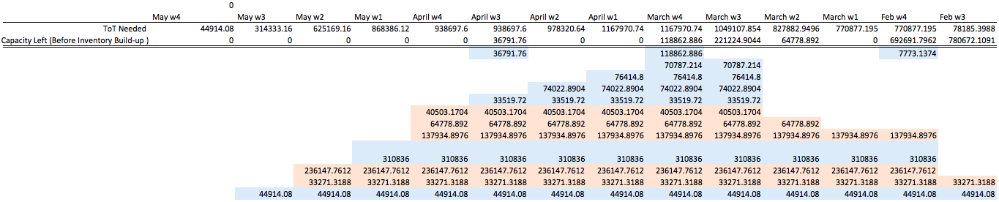 0
May w4 May w3 May w2 May w1 April w4 April w3 April w2 April w1 March w4 March w3 March w2 March w1 Feb w4 Feb w3
ToT Needed 44914.08 314333.16 625169.16 868386.12 938697.6 938697.6 978320.64 1167970.74 1167970.74 1049107.854 827882.9496 770877.195 770877.195 78185.3988
Capacity Left (Before Inventory Build-up ) 0 0 0 0 0 36791.76 0 0 118862.886 221224.9044 64778.892 0 692691.7962 780672.1091
36791.76 118862.886 7773.1374
70787.214 70787.214
76414.8 76414.8 76414.8
74022.8904 74022.8904 74022.8904 74022.8904
33519.72 33519.72 33519.72 33519.72 33519.72
40503.1704 40503.1704 40503.1704 40503.1704 40503.1704 40503.1704
64778.892 64778.892 64778.892 64778.892 64778.892 64778.892 64778.892
137934.8976 137934.8976 137934.8976 137934.8976 137934.8976 137934.8976 137934.8976 137934.8976 137934.8976
310836 310836 310836 310836 310836 310836 310836 310836 310836 310836
236147.7612 236147.7612 236147.7612 236147.7612 236147.7612 236147.7612 236147.7612 236147.7612 236147.7612 236147.7612 236147.7612
33271.3188 33271.3188 33271.3188 33271.3188 33271.3188 33271.3188 33271.3188 33271.3188 33271.3188 33271.3188 33271.3188 33271.3188
44914.08 44914.08 44914.08 44914.08 44914.08 44914.08 44914.08 44914.08 44914.08 44914.08 44914.08 44914.08 44914.08